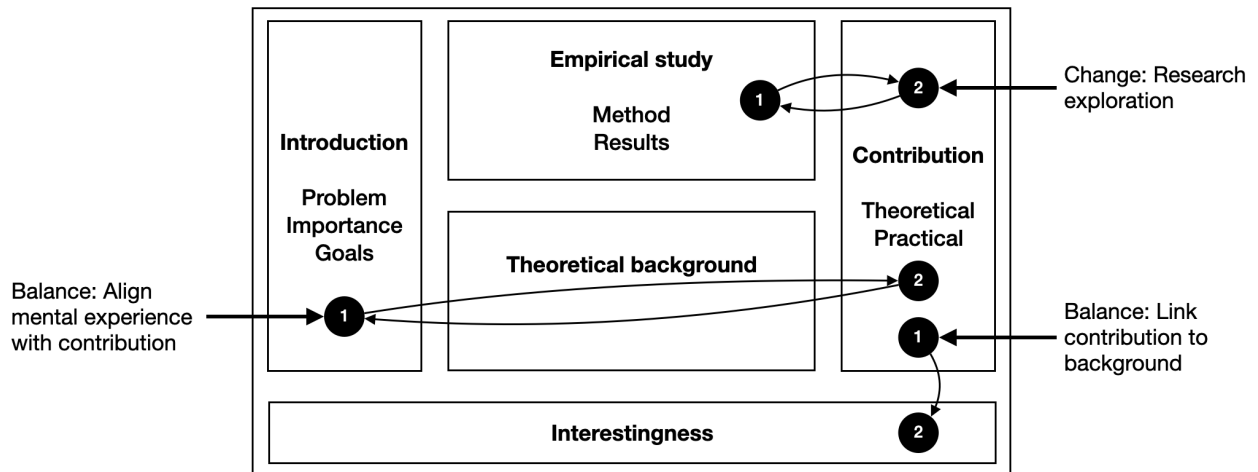 Empirical study
1
2
Change: Research
exploration
Method
Results
Introduction
Contribution
Problem
Importance
Goals
Theoretical
Practical
Theoretical background
2
Balance: Align
mental experience
with contribution
1
1
Balance: Link
contribution to
background
Interestingness
2